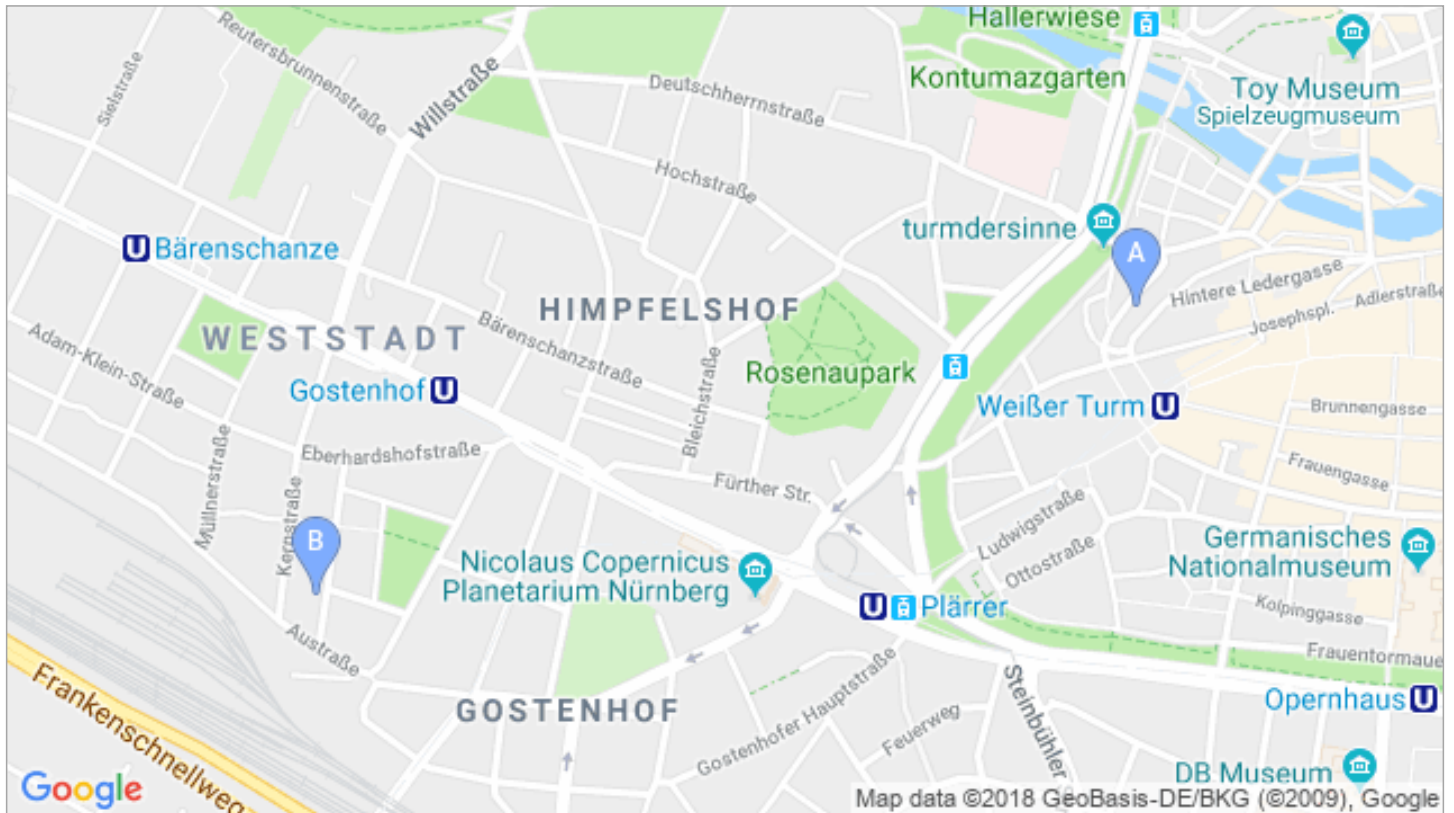 Hallerwiese
Reutersbrunnenstraße
Sielstraße
Willstraße
Deutschherrnstraße
Kontumazgarten
Toy Museum
Spielzeugmuseum
Hochstraße
turmdersinne
A
Bärenschanze
Hintere Ledergasse
Adlerstraße
Josephspl.
HIMPFELSHOF
WESTSTADT
Bärenschanzstraße
Adam-Klein-Straße
Rosenaupark
Gostenhof
Bleichstraße
Weißer Turm
Brunnengasse
Eberhardshofstraße
Müllnerstraße
Kernstraße
Fürther Str.
Frauengasse
Ludwigstraße
Ottostraße
Germanisches
Nationalmuseum
B
Nicolaus Copernicus
Planetarium Nürnberg
Plärrer
Kolpinggasse
Austraße
Frauentormaue
Frankenschnellweg
GOSTENHOF
Gostenhofer Hauptstraße
Feuerweg
Steinbühler
Opernhaus
DB Museum
Google
Map data ©2018 GeoBasis-DE/BKG (©2009), Google